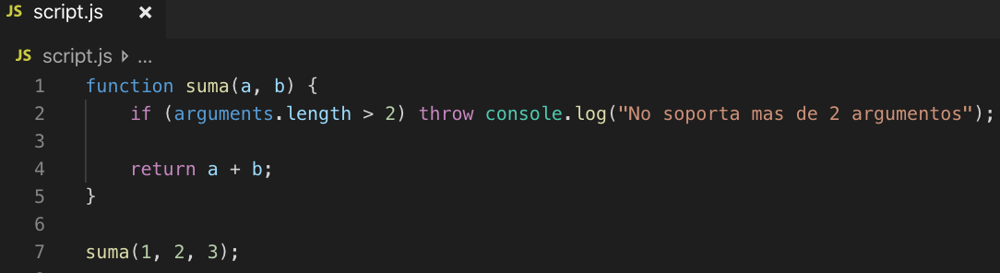 JS script.js ×
JS script.js > ...
1 function suma(a, b) {
2 if (arguments.length > 2) throw console.log("No soporta mas de 2 argumentos");
3
4 return a + b;
5 }
6
7 suma(1, 2, 3);